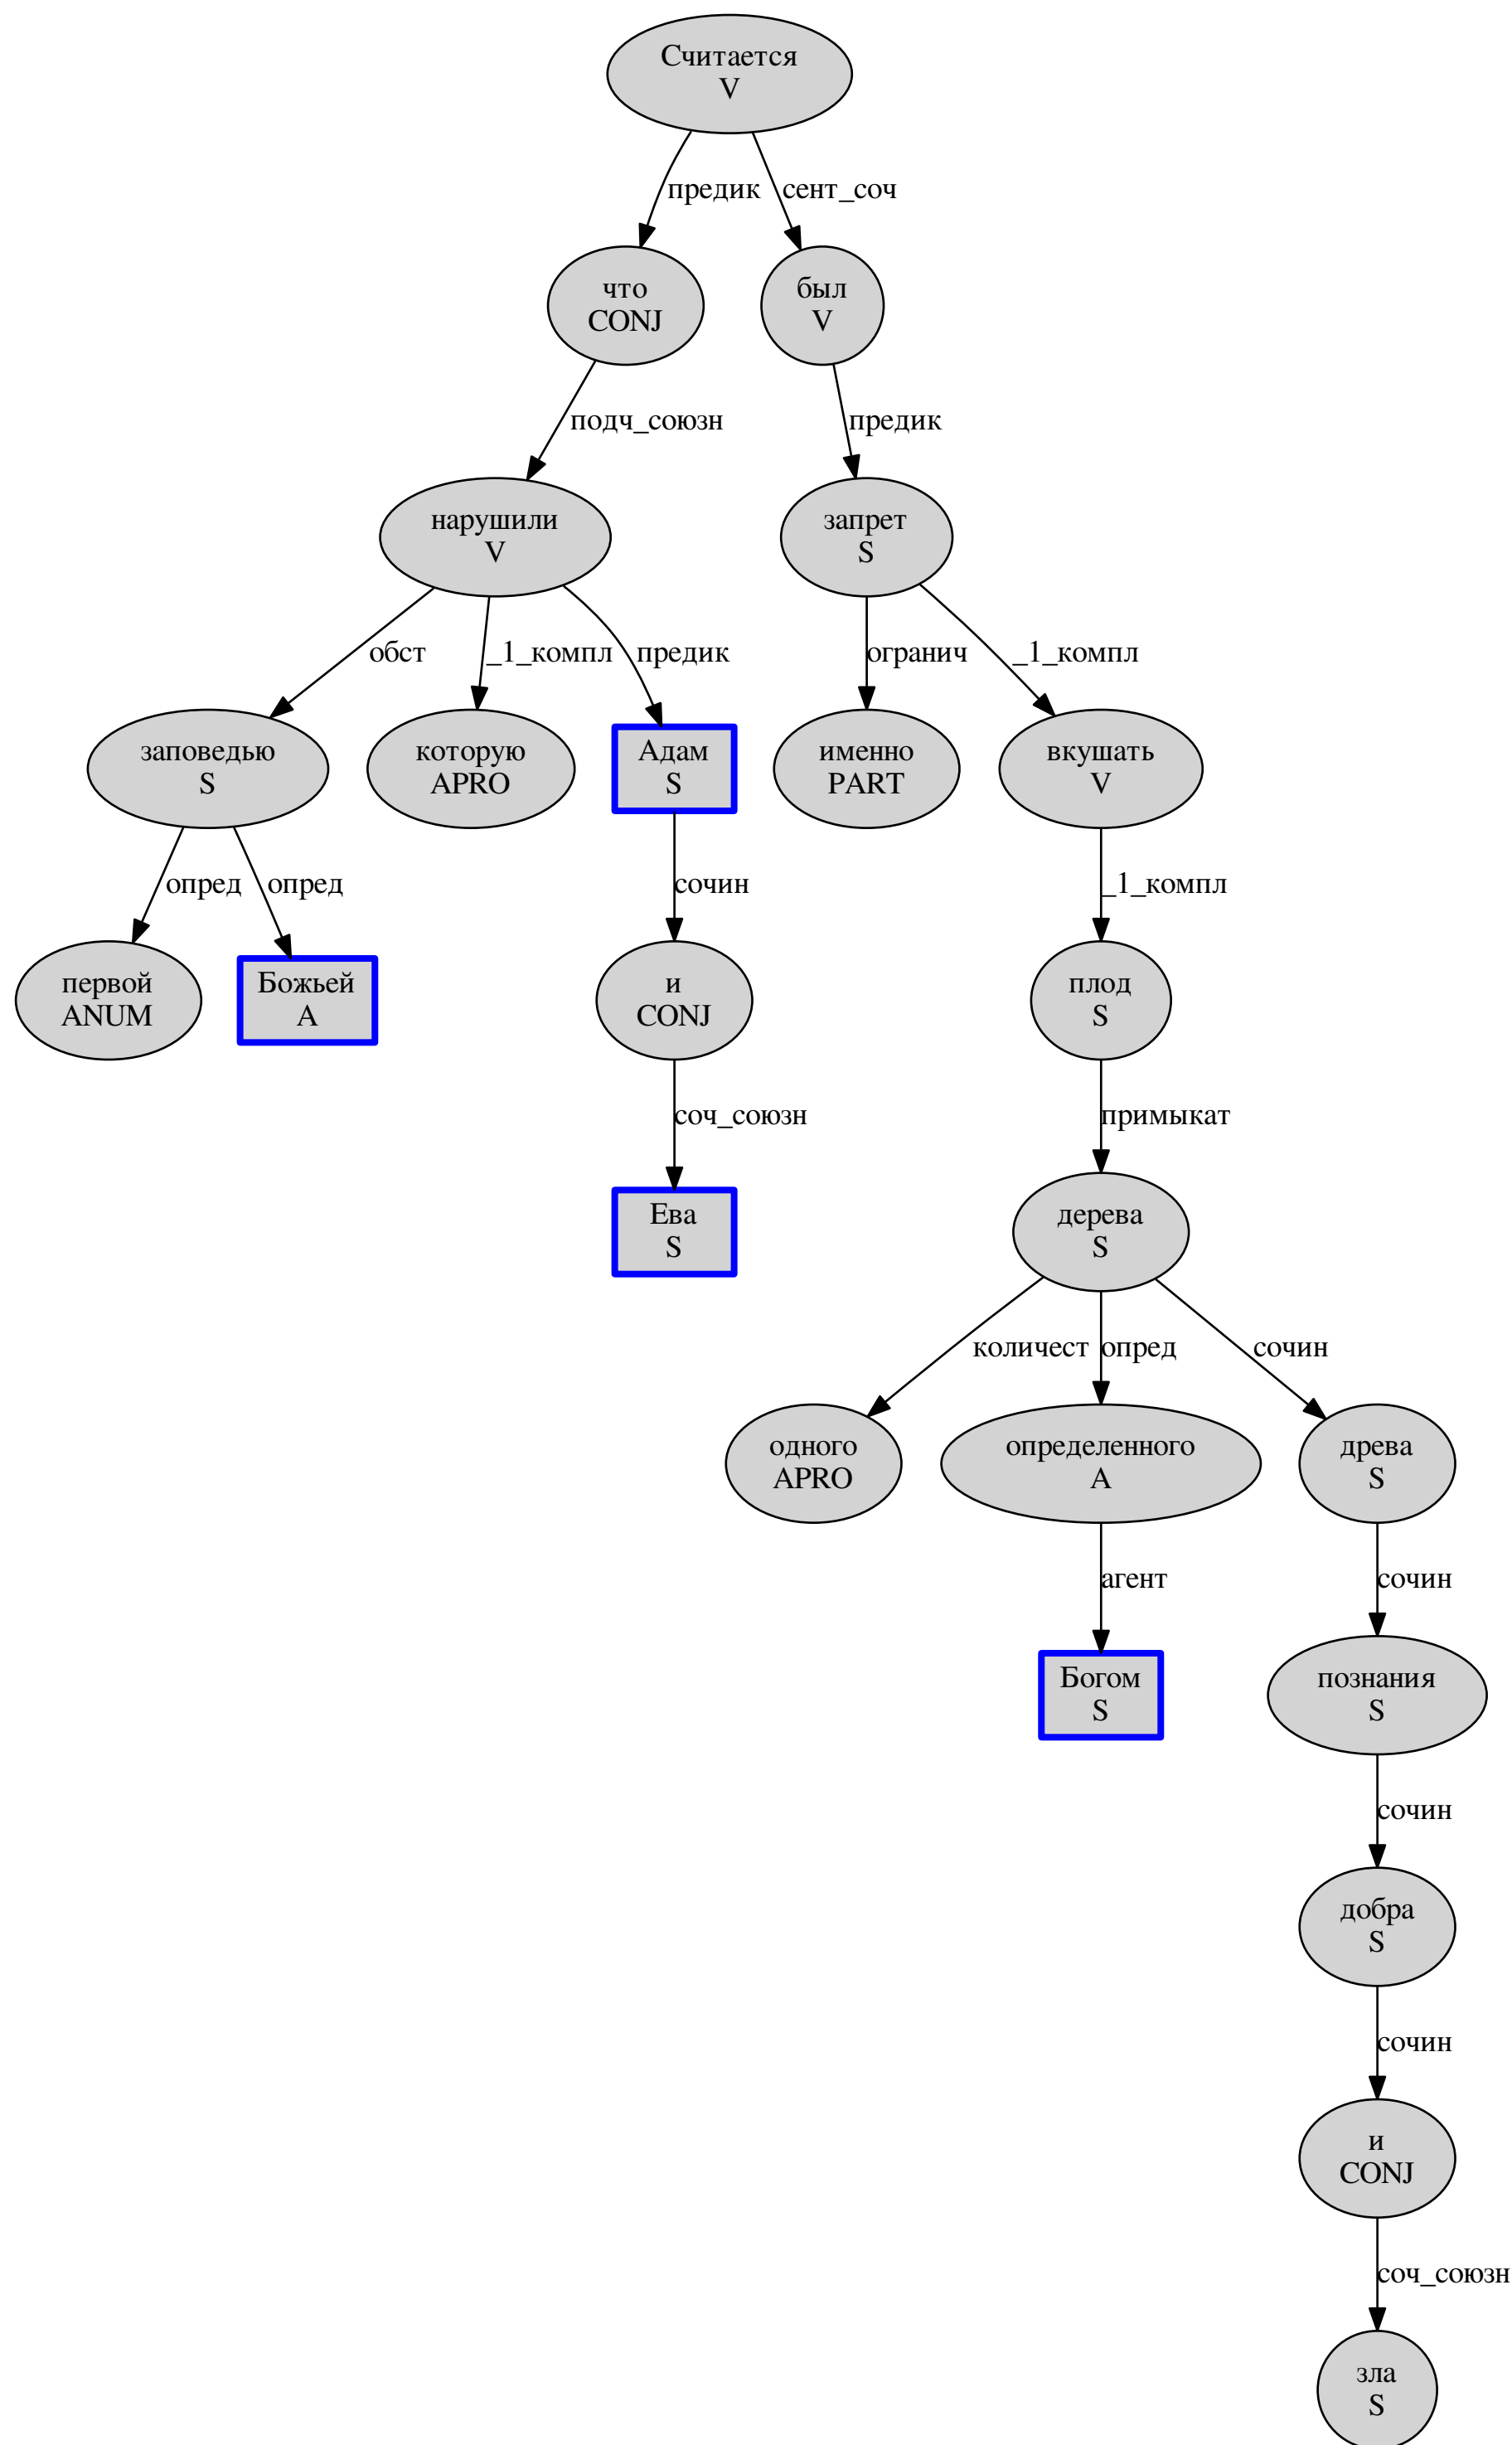 Считается
V
предик
сент_соч
что
CONJ
был
V
подч_союзн
предик
нарушили
V
запрет
S
обст
_1_компл
предик
огранич
_1_компл
заповедью
S
которую
APRO
Адам
S
именно
PART
вкушать
V
опред
опред
сочин
_1_компл
первой
ANUM
Божьей
A
и
CONJ
плод
S
соч_союзн
примыкат
Ева
S
дерева
S
количест
опред
сочин
одного
APRO
определенного
A
древа
S
агент
сочин
Богом
S
познания
S
сочин
добра
S
сочин
и
CONJ
соч_союзн
зла
S